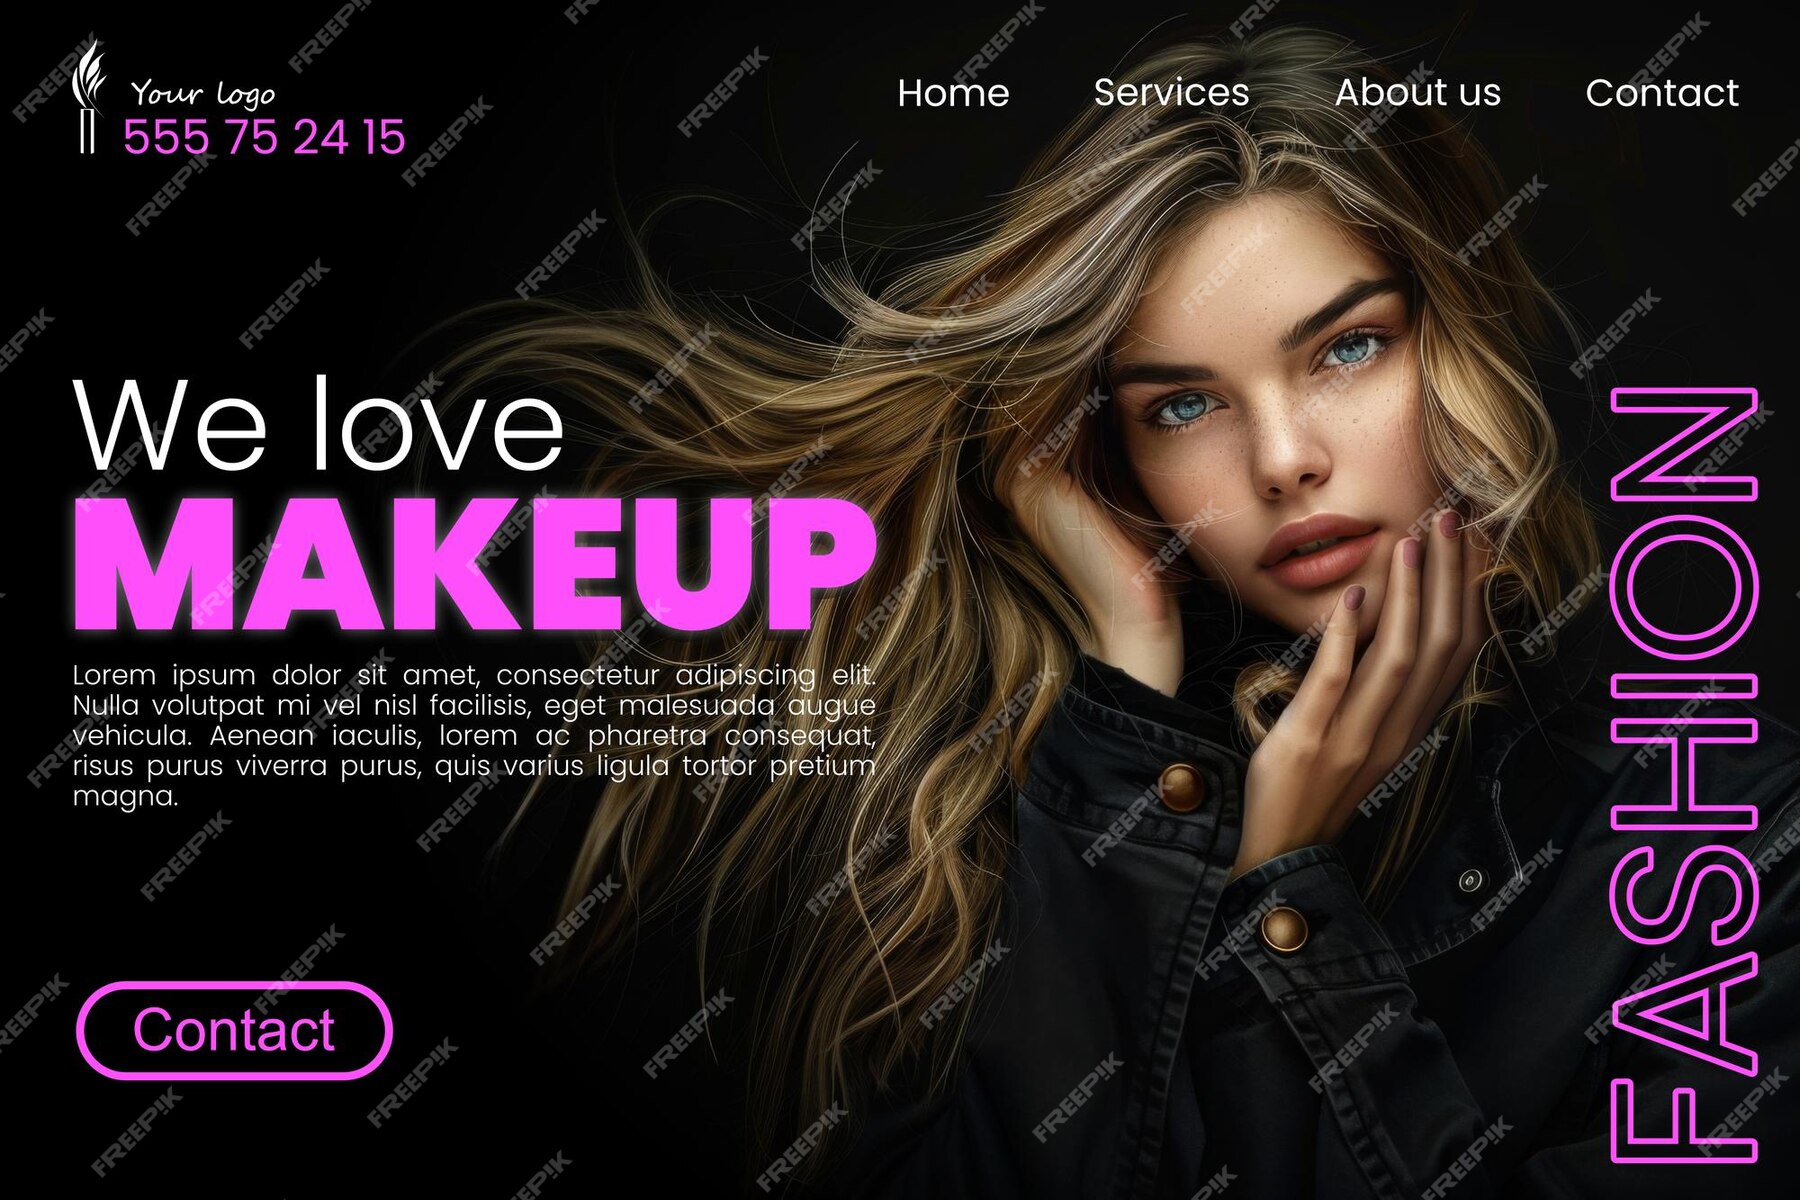 Your logo
555 75 24 15
Home Services About us Contact
We love
MAKEUP
Lorem ipsum dolor sit amet, consectetur adipiscing elit.
Nulla volutpat mi vel nisl facilisis, eget malesuada augue
vehicula. Aenean iaculis, lorem ac pharetra consequat,
risus purus viverra purus, quis varius ligula tortor pretium
magna.
Contact
FASHION
FREEPIK